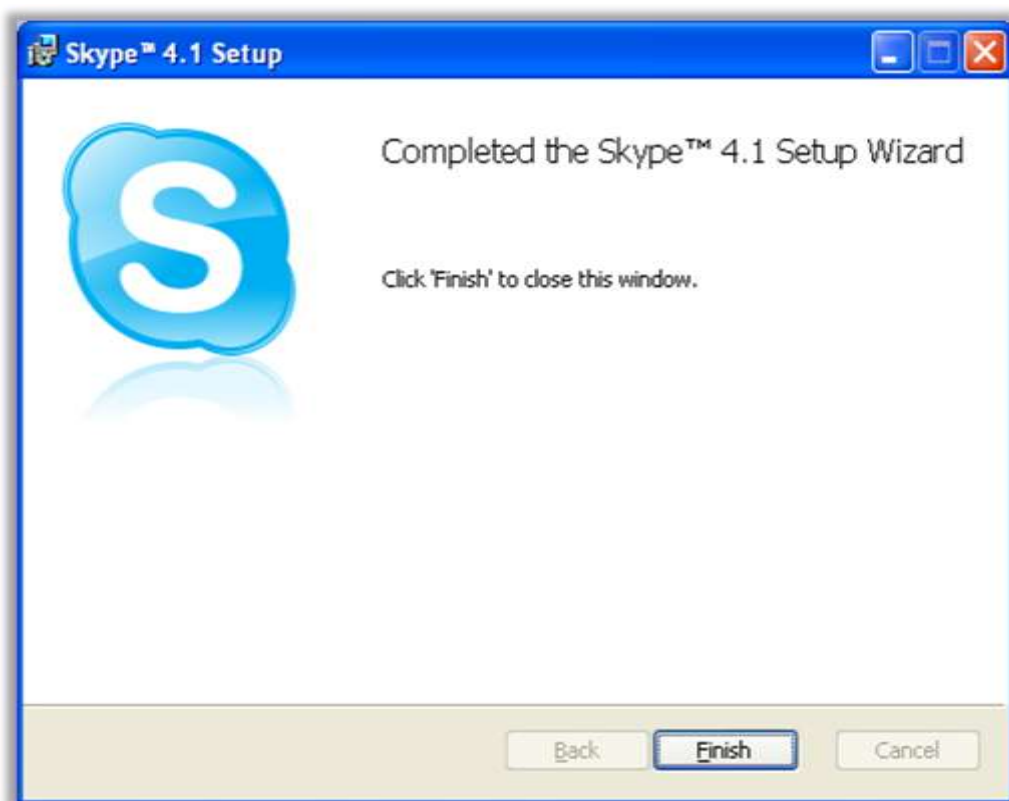 Skype™ 4.1 Setup
S
Completed the Skype™ 4.1 Setup Wizard
Click 'Finish' to close this window.
Back Finish Cancel